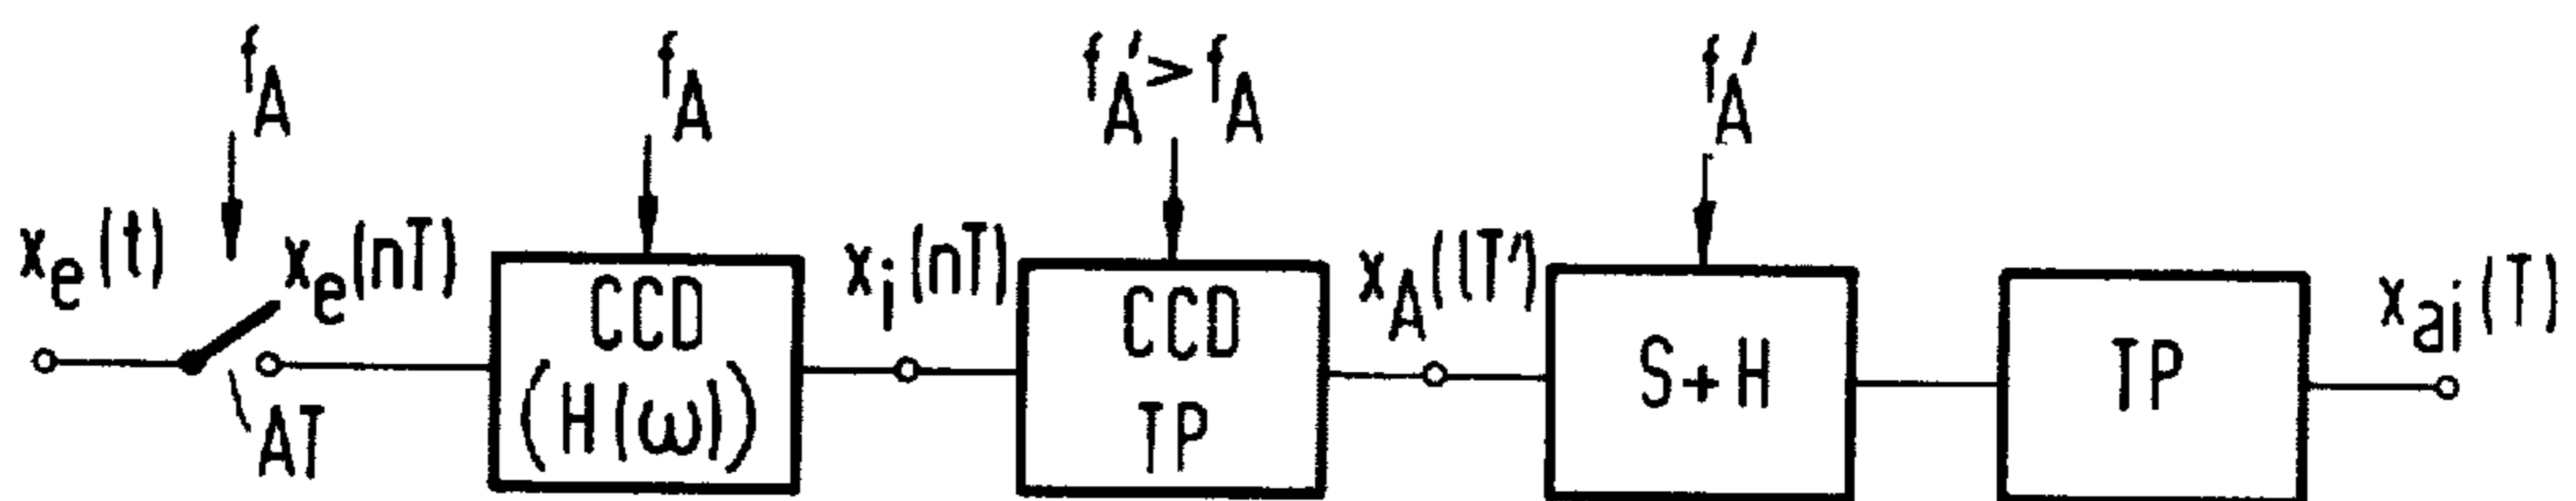 f_A
f_A
f_A' > f_A
f_A'
x_e(t)
x_e(nT)
AT
CCD
(H(ω))
x_i(nT)
CCD
TP
x_A(lT')
S+H
TP
x_ai(T)